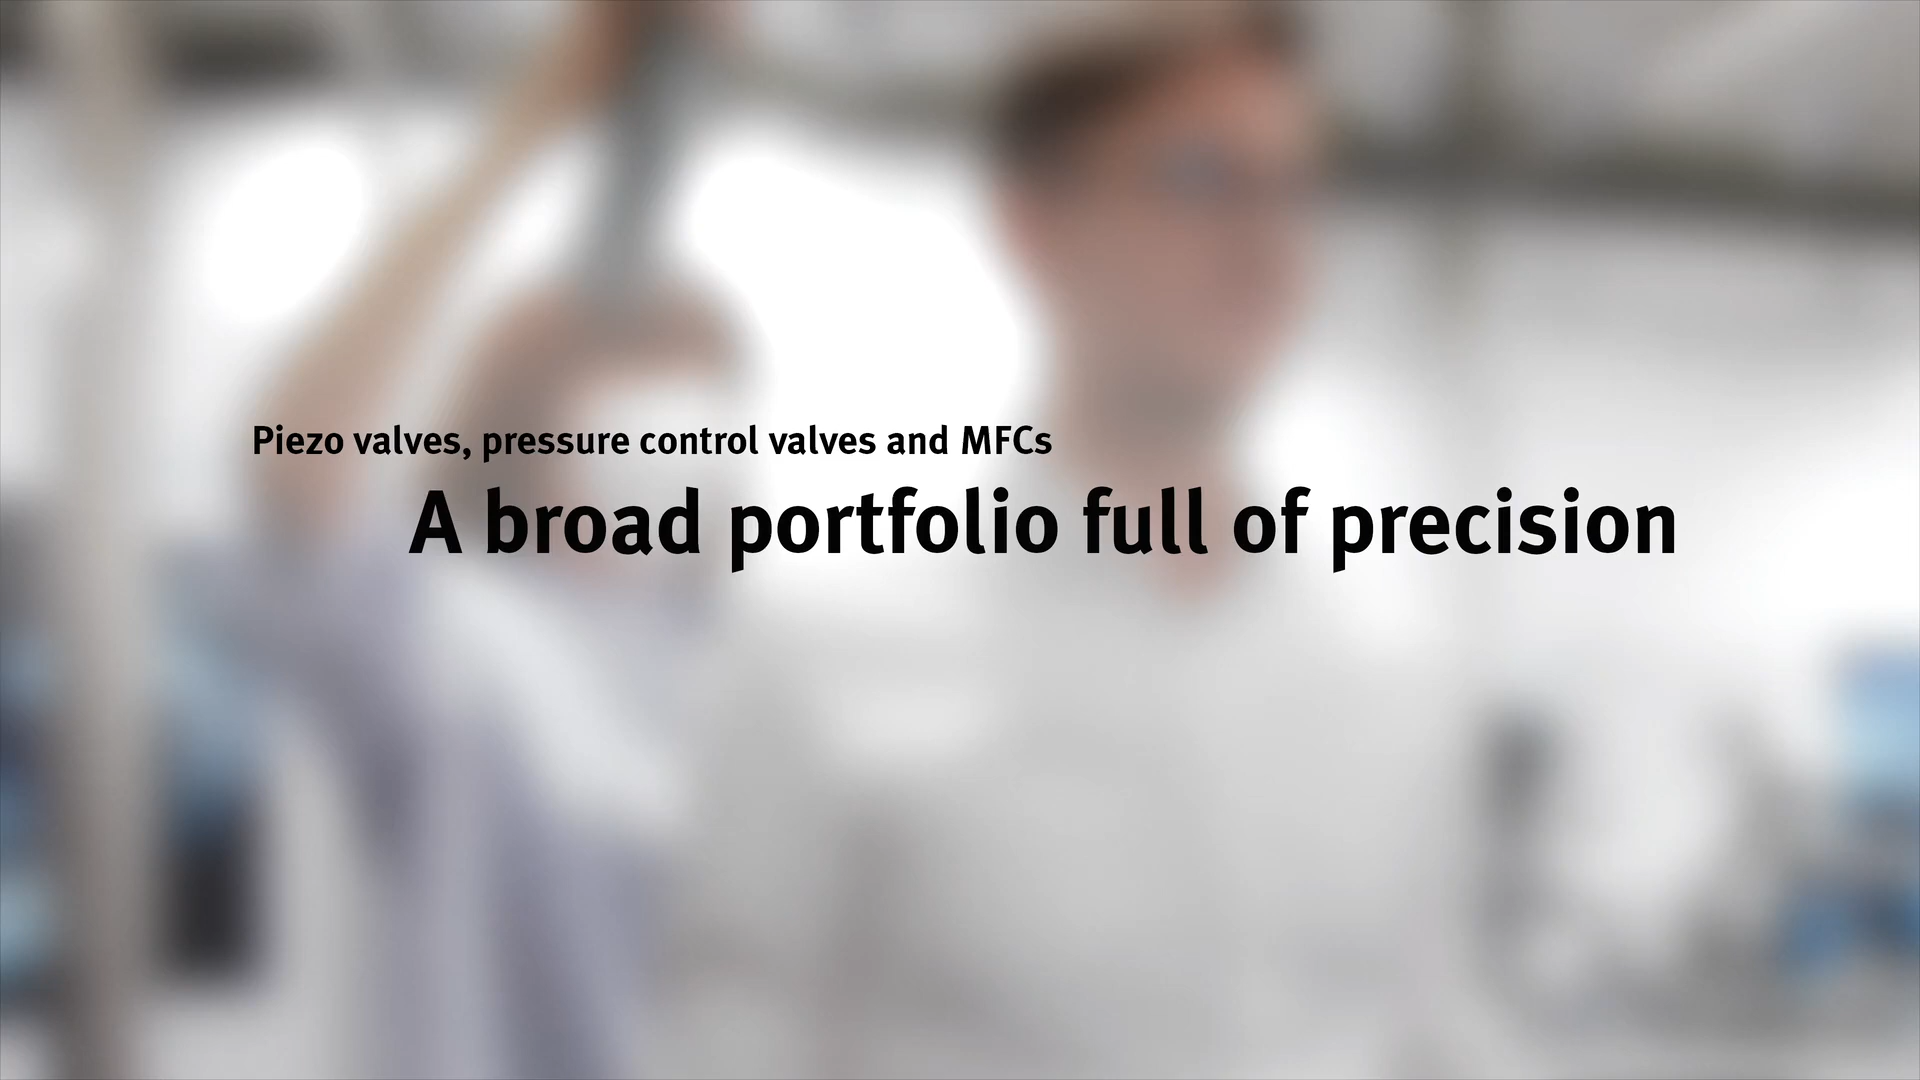 Piezo valves, pressure control valves and MFCs
A broad portfolio full of precision